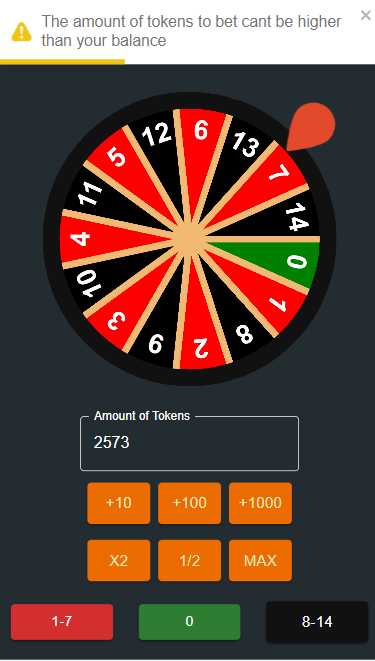 The amount of tokens to bet cant be higher
than your balance
×
6
13
7
14
0
1
8
2
9
3
10
4
11
5
12
Amount of Tokens
2573
+10 +100 +1000
X2 1/2 MAX
1-7 0 8-14